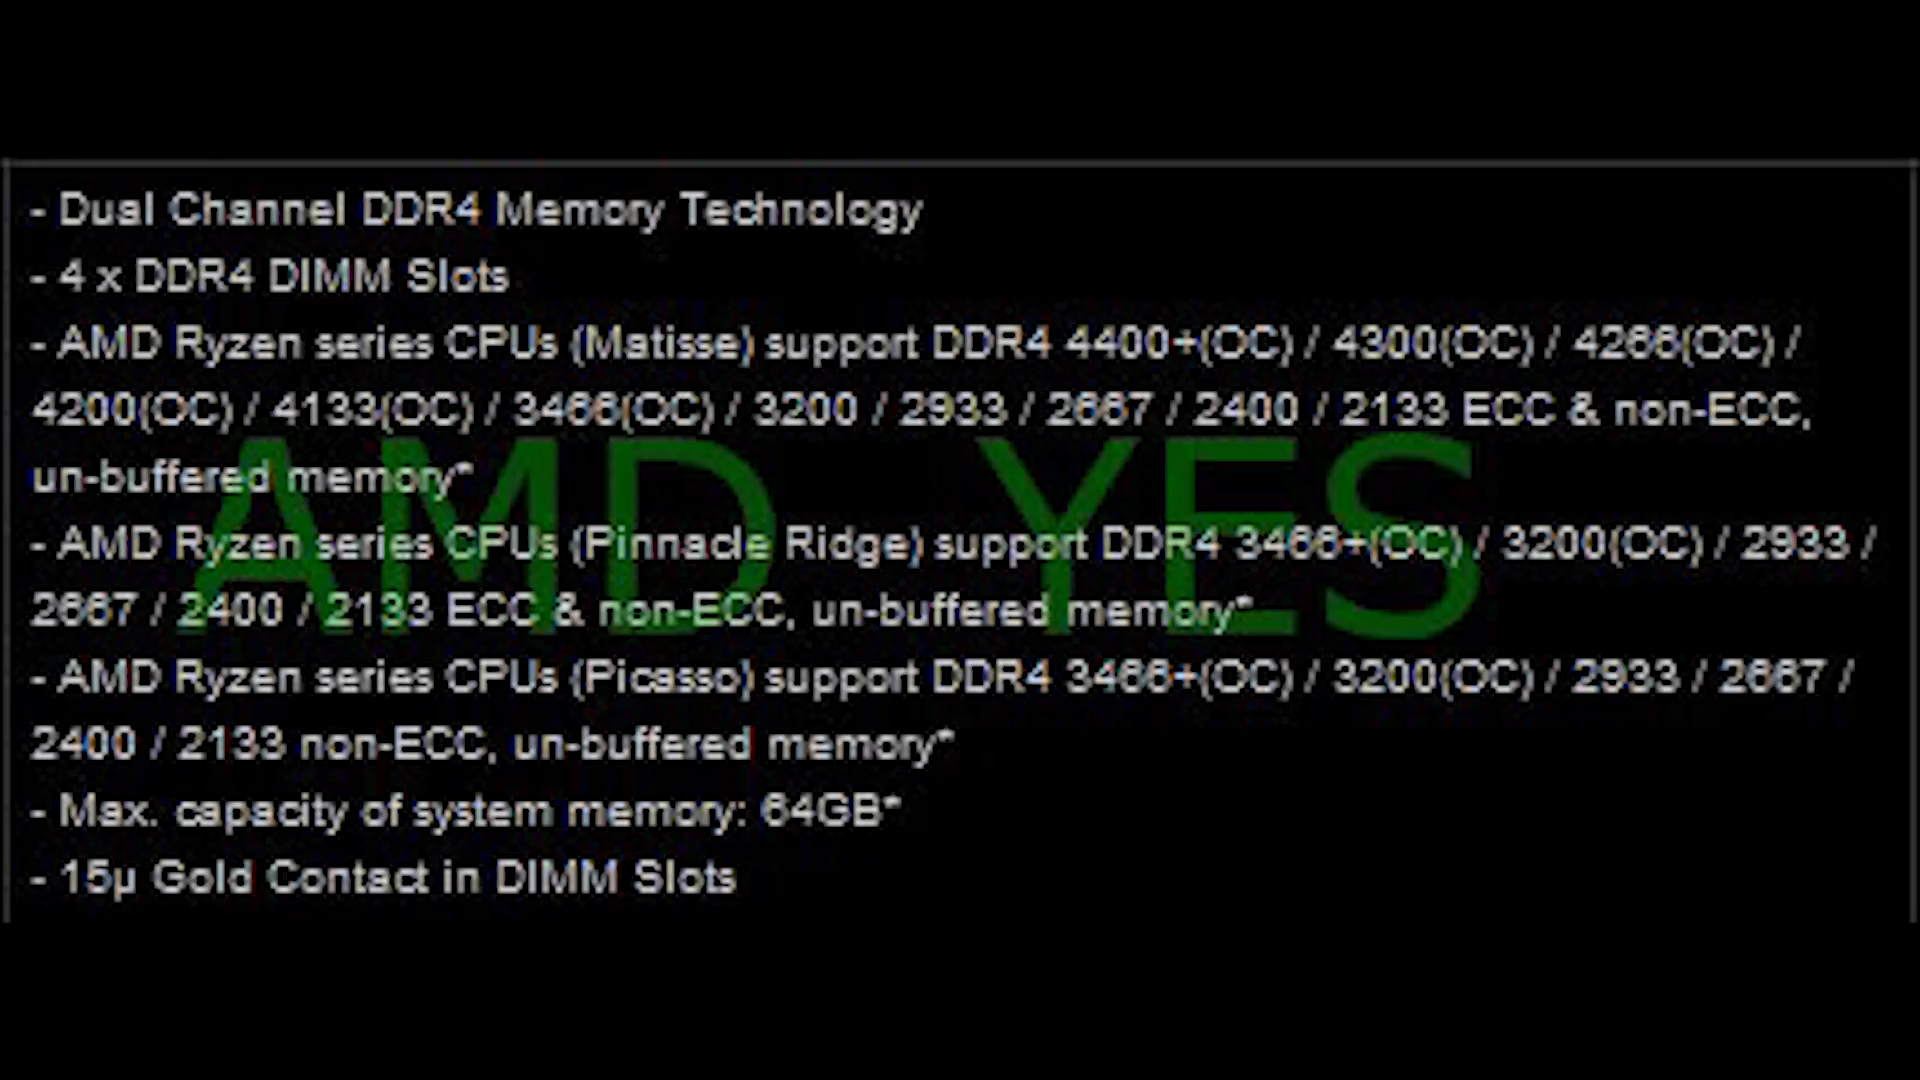 - Dual Channel DDR4 Memory Technology
- 4 x DDR4 DIMM Slots
- AMD Ryzen series CPUs (Matisse) support DDR4 4400+(OC) / 4300(OC) / 4266(OC) /
4200(OC) / 4133(OC) / 3466(OC) / 3200 / 2933 / 2667 / 2400 / 2133 ECC & non-ECC,
un-buffered memory*
AMD YES
- AMD Ryzen series CPUs (Pinnacle Ridge) support DDR4 3466+(OC) / 3200(OC) / 2933 /
2667 / 2400 / 2133 ECC & non-ECC, un-buffered memory*
- AMD Ryzen series CPUs (Picasso) support DDR4 3466+(OC) / 3200(OC) / 2933 / 2667 /
2400 / 2133 non-ECC, un-buffered memory*
- Max. capacity of system memory: 64GB*
- 15μ Gold Contact in DIMM Slots